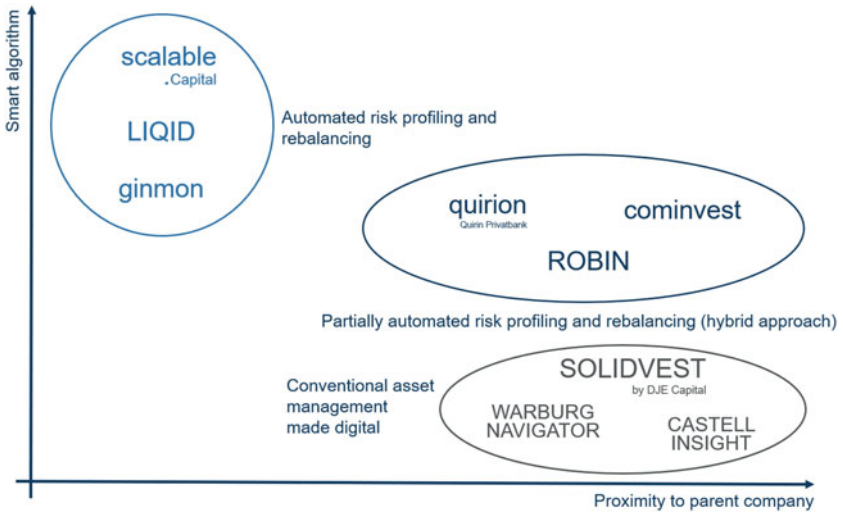 Smart algorithm
scalable
.Capital
LIQID
ginmon
Automated risk profiling and
rebalancing
quirion
Quirin Privatbank
cominvest
ROBIN
Partially automated risk profiling and rebalancing (hybrid approach)
SOLIDVEST
by DJE Capital
Conventional asset
management
made digital
WARBURG
NAVIGATOR
CASTELL
INSIGHT
Proximity to parent company